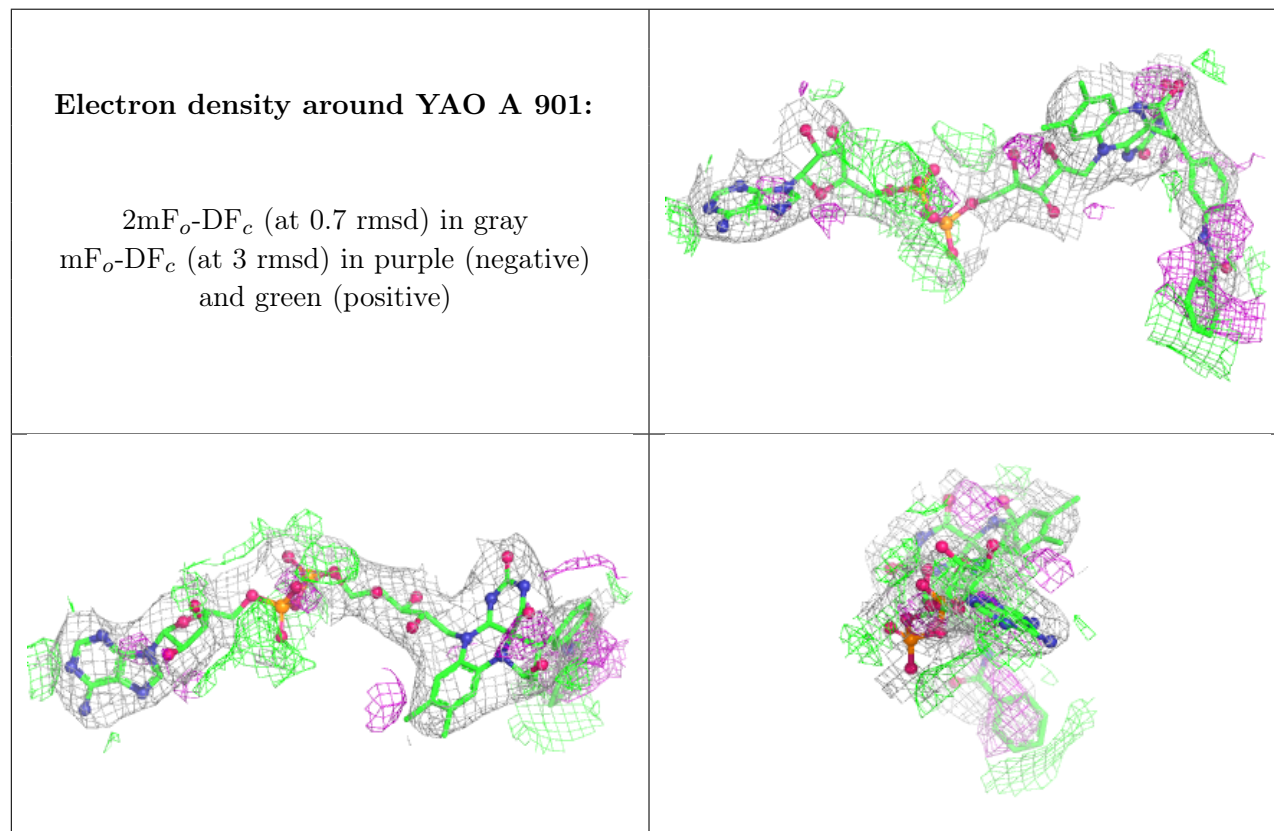 Electron density around YAO A 901:
2mFo-DFc (at 0.7 rmsd) in gray
mFo-DFc (at 3 rmsd) in purple (negative)
and green (positive)